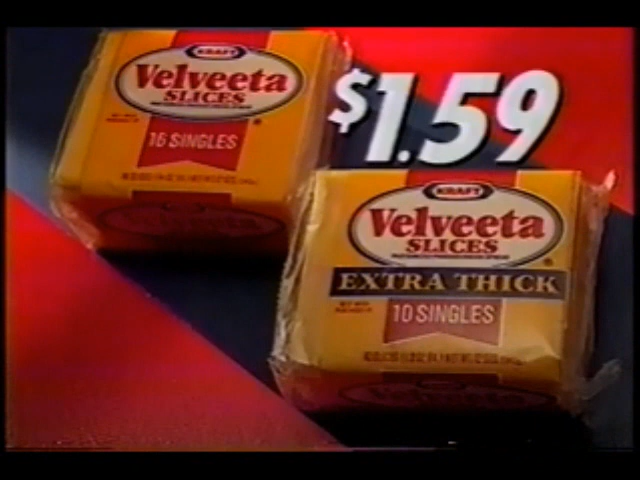 KRAFT
Velveeta
SLICES
16 SINGLES
$1.59
KRAFT
Velveeta
SLICES
EXTRA THICK
10 SINGLES